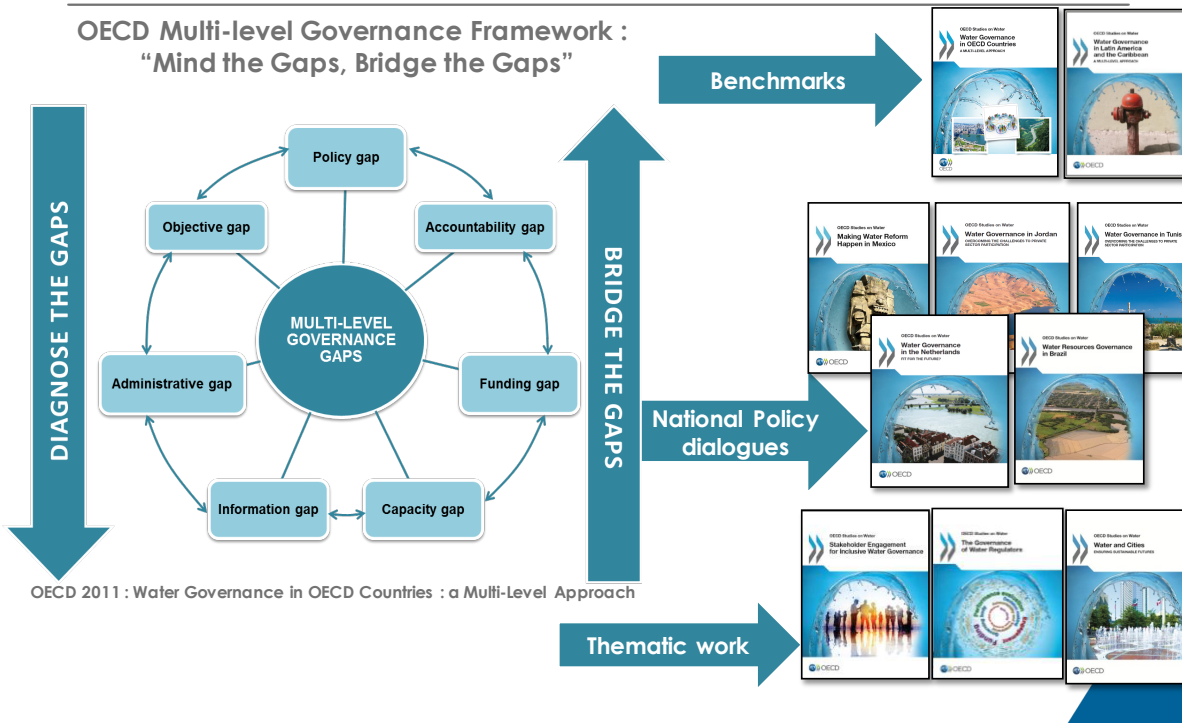 OECD Multi-level Governance Framework :
“Mind the Gaps, Bridge the Gaps”
DIAGNOSE THE GAPS
Policy gap
Objective gap
Accountability gap
MULTI-LEVEL
GOVERNANCE
GAPS
Administrative gap
Funding gap
Information gap
Capacity gap
BRIDGE THE GAPS
OECD 2011 : Water Governance in OECD Countries : a Multi-Level Approach
Benchmarks
OECD Studies on Water
Water Governance
in OECD Countries
A MULTI-LEVEL APPROACH
OECD
OECD Studies on Water
Water Governance
in Latin America
and the Caribbean
A MULTI-LEVEL APPROACH
OECD
National Policy
dialogues
OECD Studies on Water
Making Water Reform
Happen in Mexico
OECD
OECD Studies on Water
Water Governance in Jordan
OVERCOMING THE CHALLENGES TO PRIVATE
SECTOR PARTICIPATION
OECD Studies on Water
Water Governance in Tunis
OVERCOMING THE CHALLENGES TO PRIVATE
SECTOR PARTICIPATION
OECD Studies on Water
Water Governance
in the Netherlands
FIT FOR THE FUTURE?
OECD
OECD Studies on Water
Water Resources Governance
in Brazil
OECD
Thematic work
OECD Studies on Water
Stakeholder Engagement
for Inclusive Water Governance
OECD
OECD Studies on Water
The Governance
of Water Regulators
OECD
OECD Studies on Water
Water and Cities
ENSURING SUSTAINABLE FUTURES
OECD